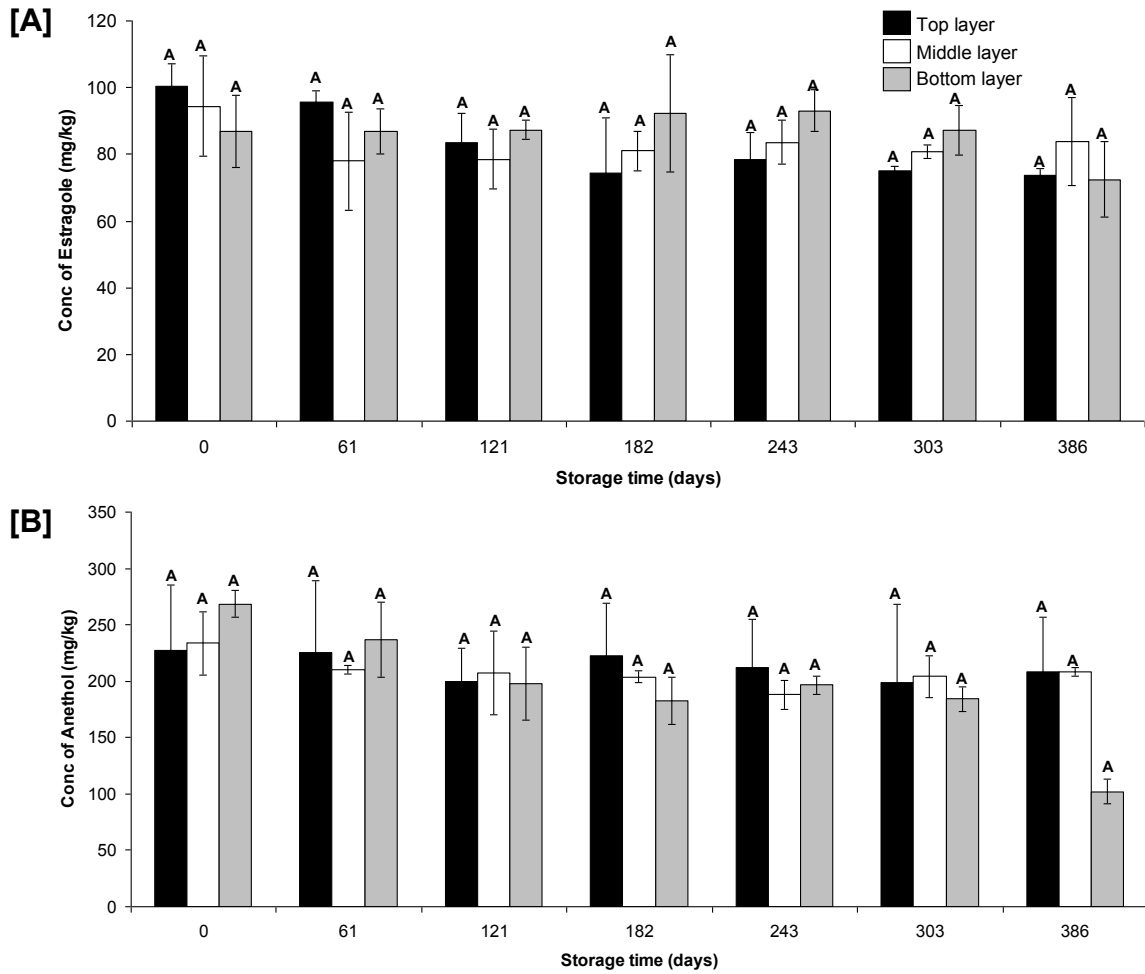 [A]
120
100
80
60
40
20
0
Conc of Estragole (mg/kg)
Top layer
Middle layer
Bottom layer
A A A A A A A A A A A A A A A A A A A A A
0 61 121 182 243 303 386
Storage time (days)
[B]
350
300
250
200
150
100
50
0
Conc of Anethol (mg/kg)
A A A A A A A A A A A A A A A A A A A A A
0 61 121 182 243 303 386
Storage time (days)